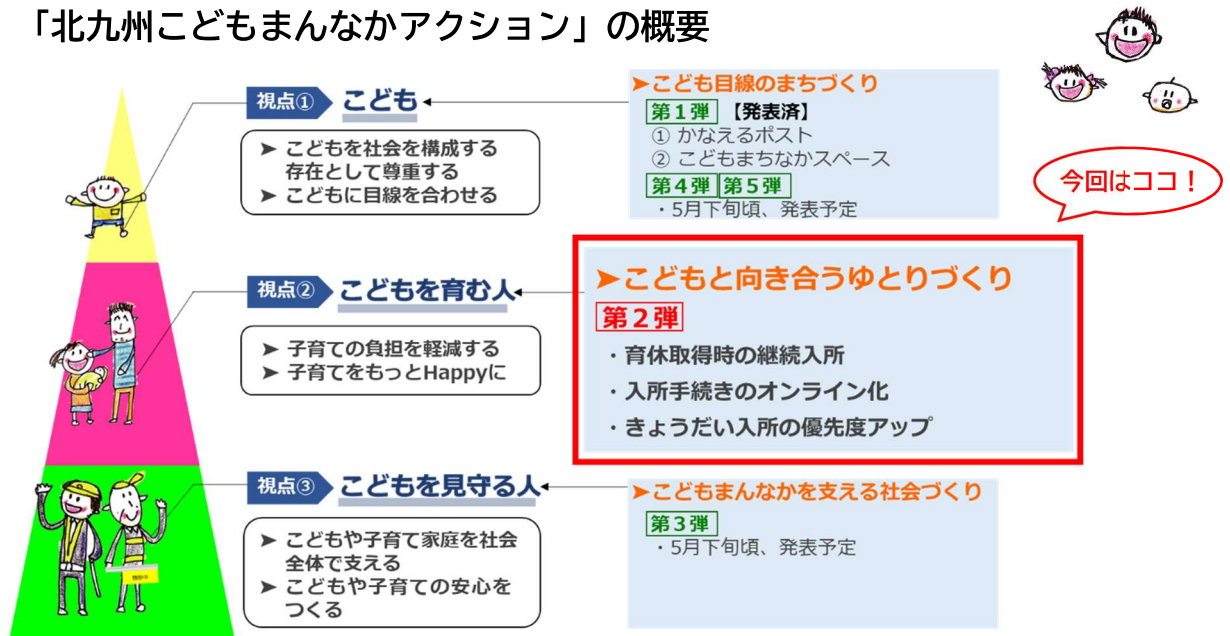 「北九州こどもまんなかアクション」の概要
視点① こども
➤ こどもを社会を構成する
存在として尊重する
➤ こどもに目線を合わせる
➤こども目線のまちづくり
第1弾 【発表済】
① かなえるポスト
② こどもまちなかスペース
第4弾 第5弾
・5月下旬頃、発表予定
今回はココ！
視点② こどもを育む人
➤ 子育ての負担を軽減する
➤ 子育てをもっとHappyに
➤こどもと向き合うゆとりづくり
第2弾
・育休取得時の継続入所
・入所手続きのオンライン化
・きょうだい入所の優先度アップ
視点③ こどもを見守る人
➤ こどもや子育て家庭を社会
全体で支える
➤ こどもや子育ての安心を
つくる
➤こどもまんなかを支える社会づくり
第3弾
・5月下旬頃、発表予定